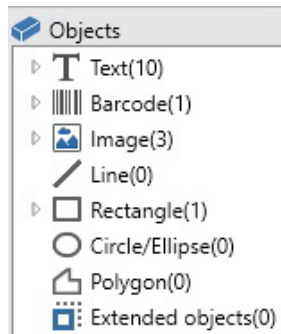 Objects
Text(10)
Barcode(1)
Image(3)
Line(0)
Rectangle(1)
Circle/Ellipse(0)
Polygon(0)
Extended objects(0)